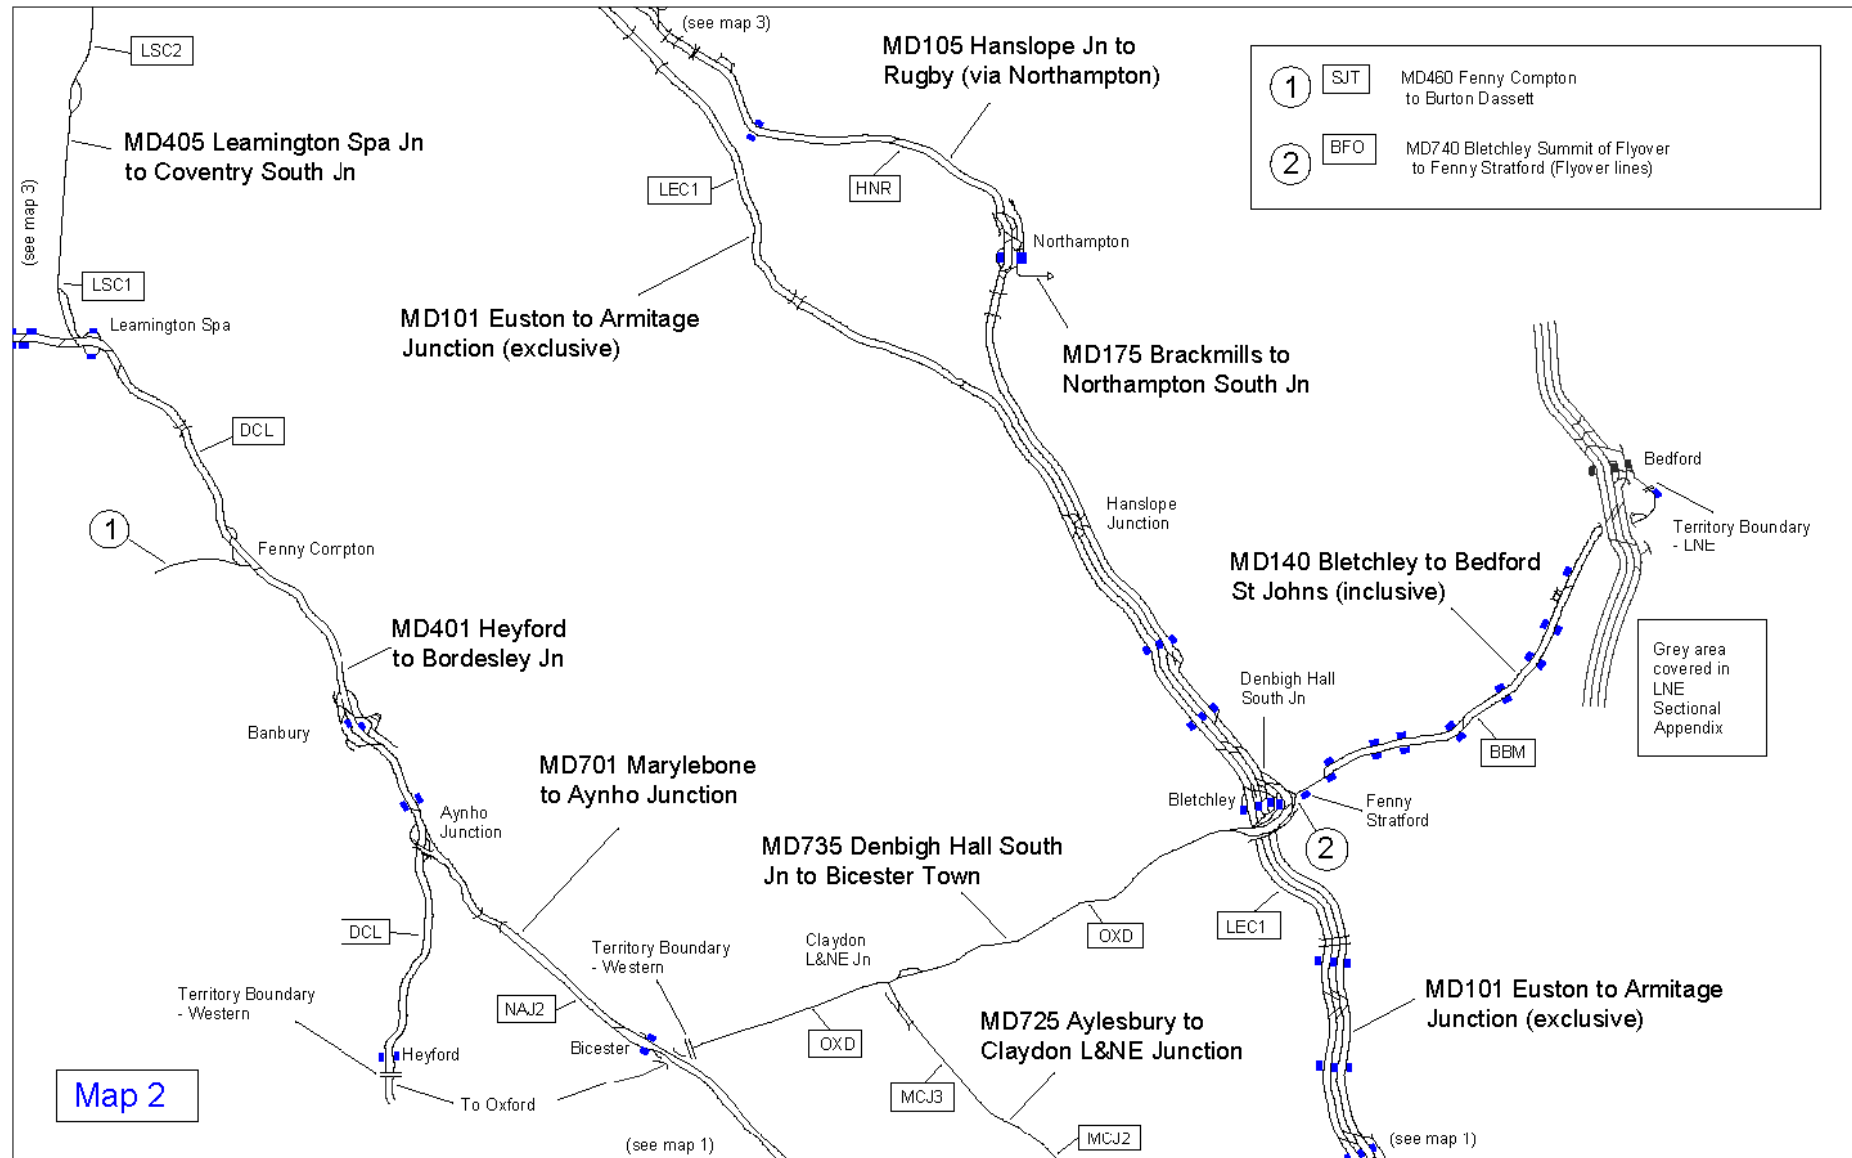 (see map 3)
MD105 Hanslope Jn to
Rugby (via Northampton)
LSC2
1
SJT
MD460 Fenny Compton
to Burton Dassett
2
BFO
MD740 Bletchley Summit of Flyover
to Fenny Stratford (Flyover lines)
MD405 Leamington Spa Jn
to Coventry South Jn
(see map 3)
LEC1
HNR
Northampton
LSC1
Leamington Spa
MD101 Euston to Armitage
Junction (exclusive)
MD175 Brackmills to
Northampton South Jn
DCL
Bedford
Hanslope
Junction
Territory Boundary
- LNE
1
Fenny Compton
MD140 Bletchley to Bedford
St Johns (inclusive)
MD401 Heyford
to Bordesley Jn
Grey area
covered in
LNE
Sectional
Appendix
Denbigh Hall
South Jn
Banbury
BBM
MD701 Marylebone
to Aynho Junction
Bletchley
Fenny
Stratford
Aynho
Junction
MD735 Denbigh Hall South
Jn to Bicester Town
2
DCL
LEC1
OXD
Territory Boundary
- Western
Claydon
L&NE Jn
Territory Boundary
- Western
NAJ2
MD101 Euston to Armitage
Junction (exclusive)
MD725 Aylesbury to
Claydon L&NE Junction
OXD
Bicester
Heyford
Map 2
To Oxford
MCJ3
MCJ2
(see map 1)
(see map 1)